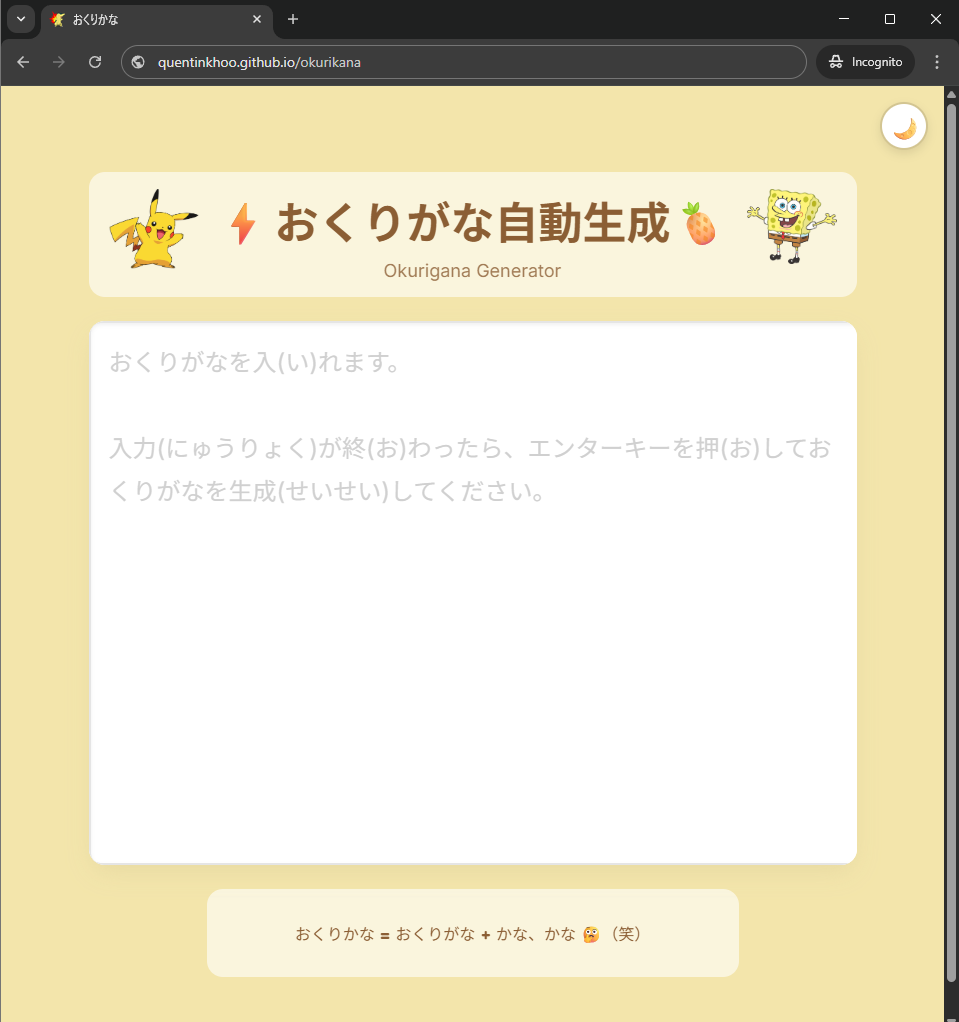 おくりかな
quentinkhoo.github.io/okurikana
Incognito
おくりがな自動生成
Okurigana Generator
おくりがなを入(い)れます。
入力(にゅうりょく)が終(お)わったら、エンターキーを押(お)してお
くりがなを生成(せいせい)してください。
おくりかな = おくりがな + かな、かな 🤔（笑）